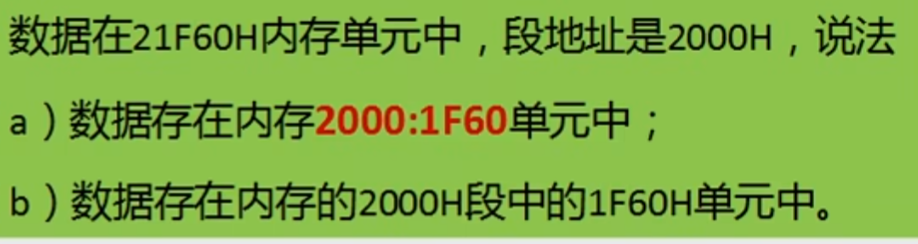 数据在21F60H内存单元中，段地址是2000H，说法
a）数据存在内存2000:1F60单元中；
b）数据存在内存的2000H段中的1F60H单元中。